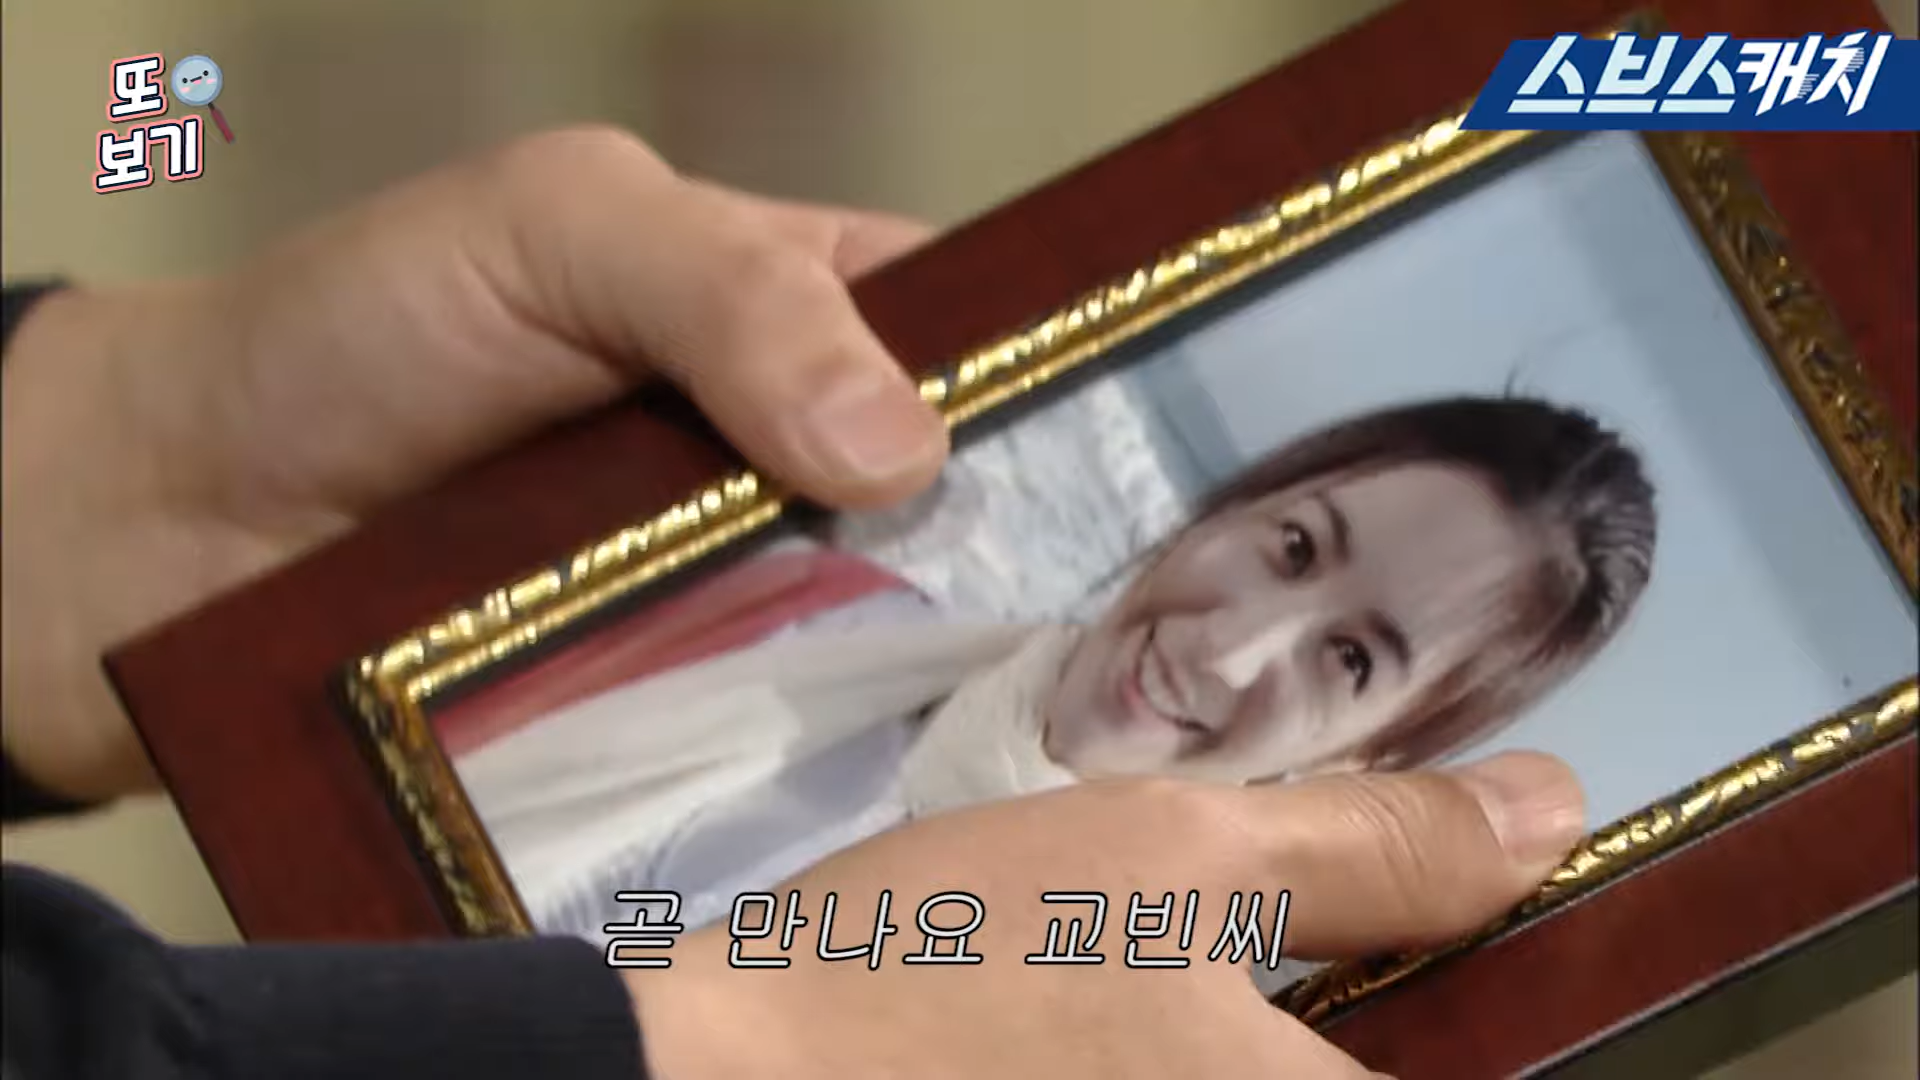 또
보기
스브스캐치
곧 만나요 교빈씨